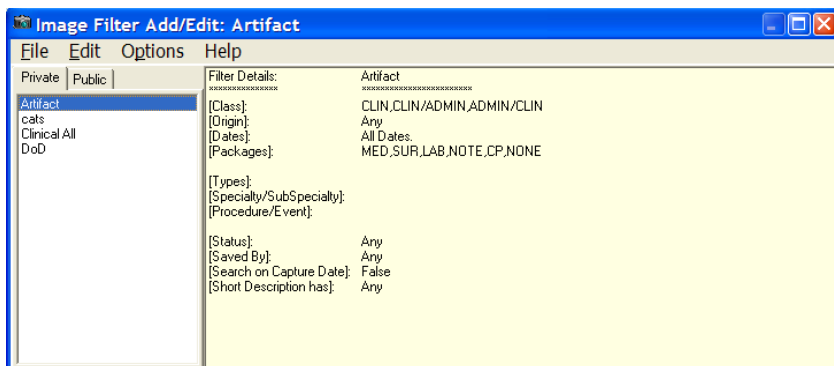 Image Filter Add/Edit: Artifact
File Edit Options Help
Private Public
Artifact
cats
Clinical All
DoD
Filter Details: Artifact
*************** ************************
[Class]: CLIN,CLIN/ADMIN,ADMIN/CLIN
[Origin]: Any
[Dates]: All Dates.
[Packages]: MED,SUR,LAB,NOTE,CP,NONE
[Types]:
[Specialty/SubSpecialty]:
[Procedure/Event]:
[Status]: Any
[Saved By]: Any
[Search on Capture Date]: False
[Short Description has]: Any